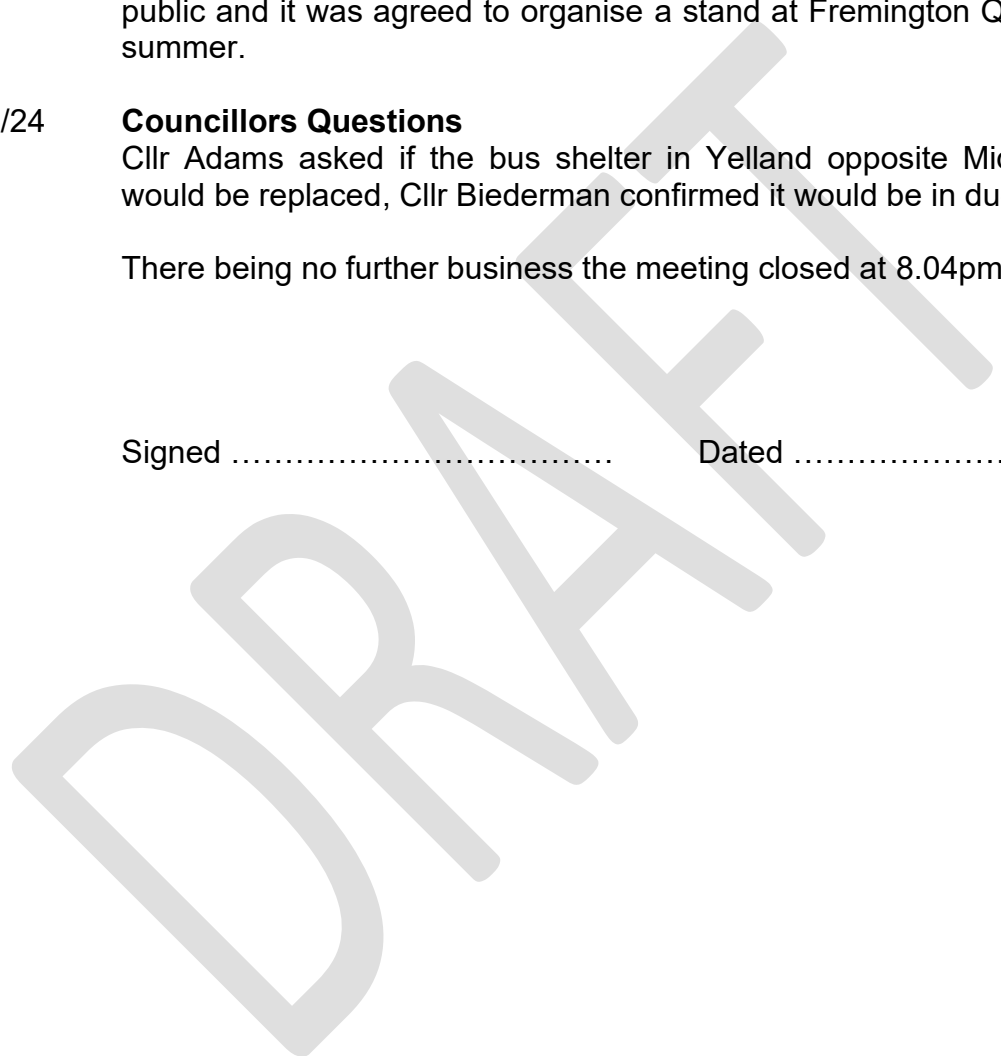 public and it was agreed to organise a stand at Fremington
summer.
/24 Councillors Questions
Cllr Adams asked if the bus shelter in Yelland opposite
would be replaced, Cllr Biederman confirmed it would be in
There being no further business the meeting closed at 8.04pm
Signed ……………………………… Dated …………………
DRAFT